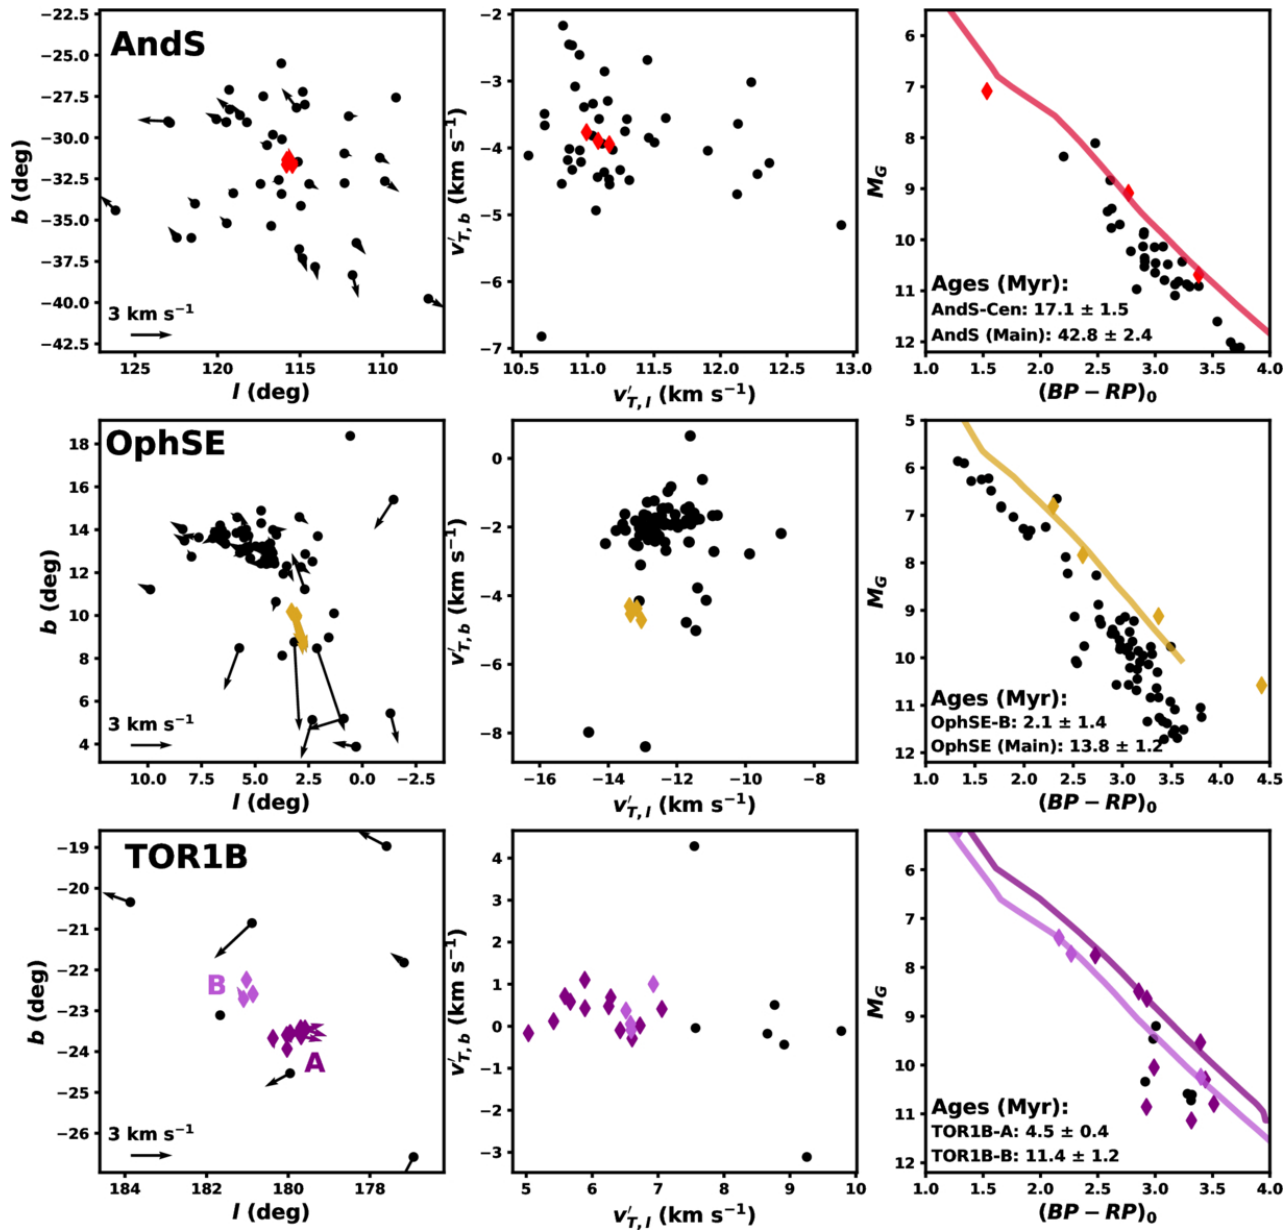 AndS
−22.5
−25.0
−27.5
−30.0
−32.5
−35.0
−37.5
−40.0
−42.5
b (deg)
3 km s⁻¹
125 120 115 110
l (deg)
−2
−3
−4
−5
−6
−7
v′T,b (km s⁻¹)
10.5 11.0 11.5 12.0 12.5 13.0
v′T,l (km s⁻¹)
6
7
8
9
10
11
12
MG
Ages (Myr):
AndS-Cen: 17.1 ± 1.5
AndS (Main): 42.8 ± 2.4
1.0 1.5 2.0 2.5 3.0 3.5 4.0
(BP − RP)0
OphSE
18
16
14
12
10
8
6
4
b (deg)
3 km s⁻¹
10.0 7.5 5.0 2.5 0.0 −2.5
l (deg)
0
−2
−4
−6
−8
v′T,b (km s⁻¹)
−16 −14 −12 −10 −8
v′T,l (km s⁻¹)
5
6
7
8
9
10
11
12
MG
Ages (Myr):
OphSE-B: 2.1 ± 1.4
OphSE (Main): 13.8 ± 1.2
1.0 1.5 2.0 2.5 3.0 3.5 4.0 4.5
(BP − RP)0
TOR1B
−19
−20
−21
−22
−23
−24
−25
−26
b (deg)
B
A
3 km s⁻¹
184 182 180 178
l (deg)
4
3
2
1
0
−1
−2
−3
v′T,b (km s⁻¹)
5 6 7 8 9 10
v′T,l (km s⁻¹)
6
7
8
9
10
11
12
MG
Ages (Myr):
TOR1B-A: 4.5 ± 0.4
TOR1B-B: 11.4 ± 1.2
1.0 1.5 2.0 2.5 3.0 3.5 4.0
(BP − RP)0